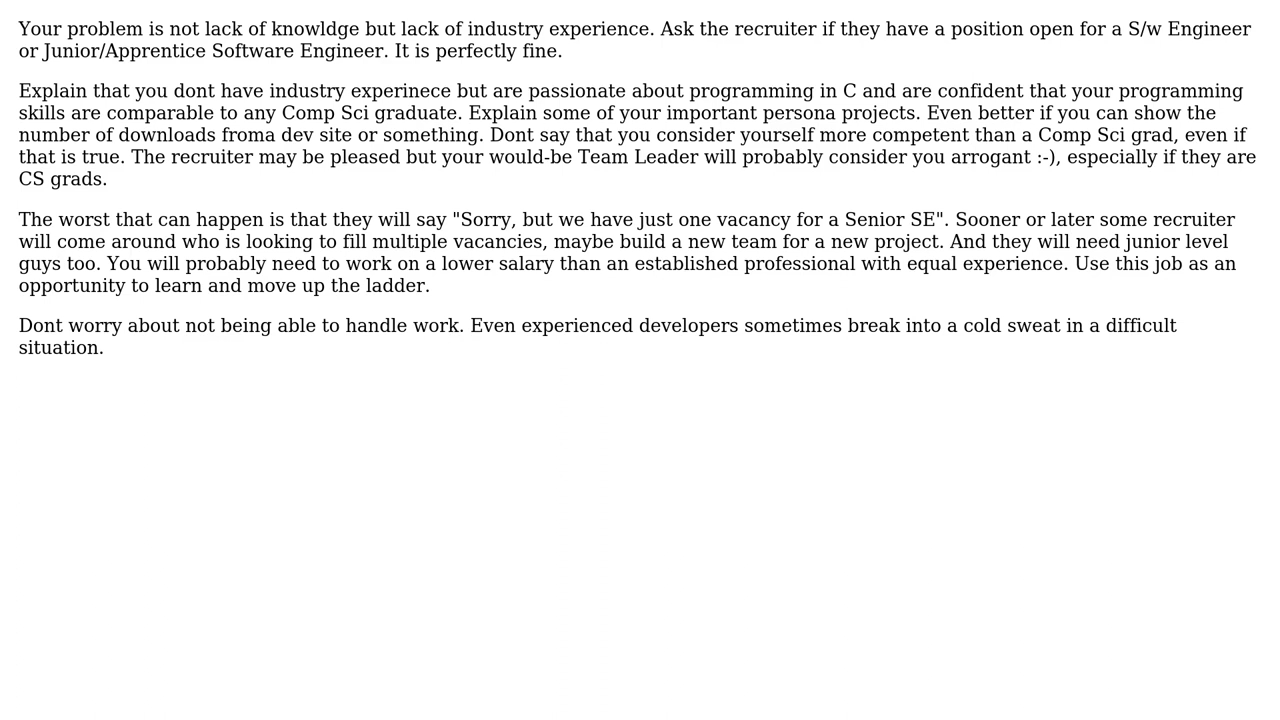 Your problem is not lack of knowldge but lack of industry experience. Ask the recruiter if they have a position open for a S/w Engineer
or Junior/Apprentice Software Engineer. It is perfectly fine.
Explain that you dont have industry experinece but are passionate about programming in C and are confident that your programming
skills are comparable to any Comp Sci graduate. Explain some of your important persona projects. Even better if you can show the
number of downloads froma dev site or something. Dont say that you consider yourself more competent than a Comp Sci grad, even if
that is true. The recruiter may be pleased but your would-be Team Leader will probably consider you arrogant :-), especially if they are
CS grads.
The worst that can happen is that they will say "Sorry, but we have just one vacancy for a Senior SE". Sooner or later some recruiter
will come around who is looking to fill multiple vacancies, maybe build a new team for a new project. And they will need junior level
guys too. You will probably need to work on a lower salary than an established professional with equal experience. Use this job as an
opportunity to learn and move up the ladder.
Dont worry about not being able to handle work. Even experienced developers sometimes break into a cold sweat in a difficult
situation.